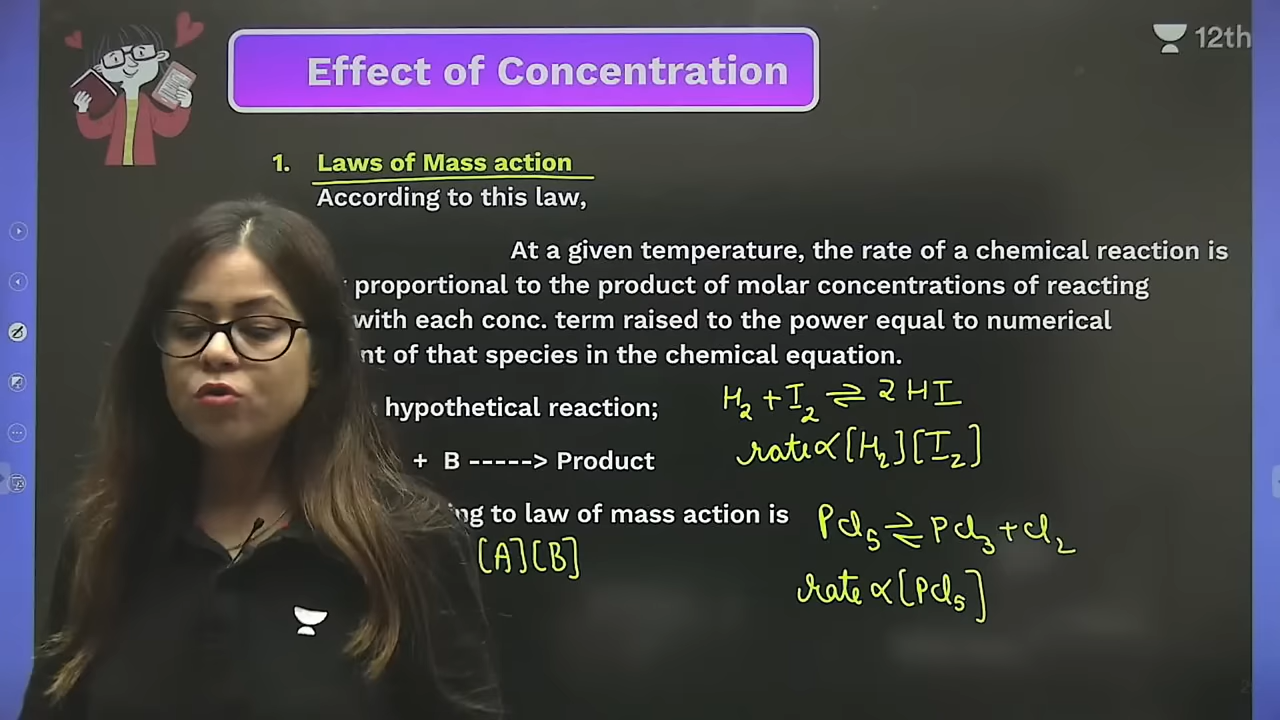 Effect of Concentration
12th
1. Laws of Mass action
According to this law,
At a given temperature, the rate of a chemical reaction is
proportional to the product of molar concentrations of reacting
with each conc. term raised to the power equal to numerical
nt of that species in the chemical equation.
hypothetical reaction;
H₂ + I₂ ⇌ 2HI
rate ∝ [H₂][I₂]
+ B -----> Product
ng to law of mass action is
[A][B]
PCl₅ ⇌ PCl₃ + Cl₂
rate ∝ [PCl₅]